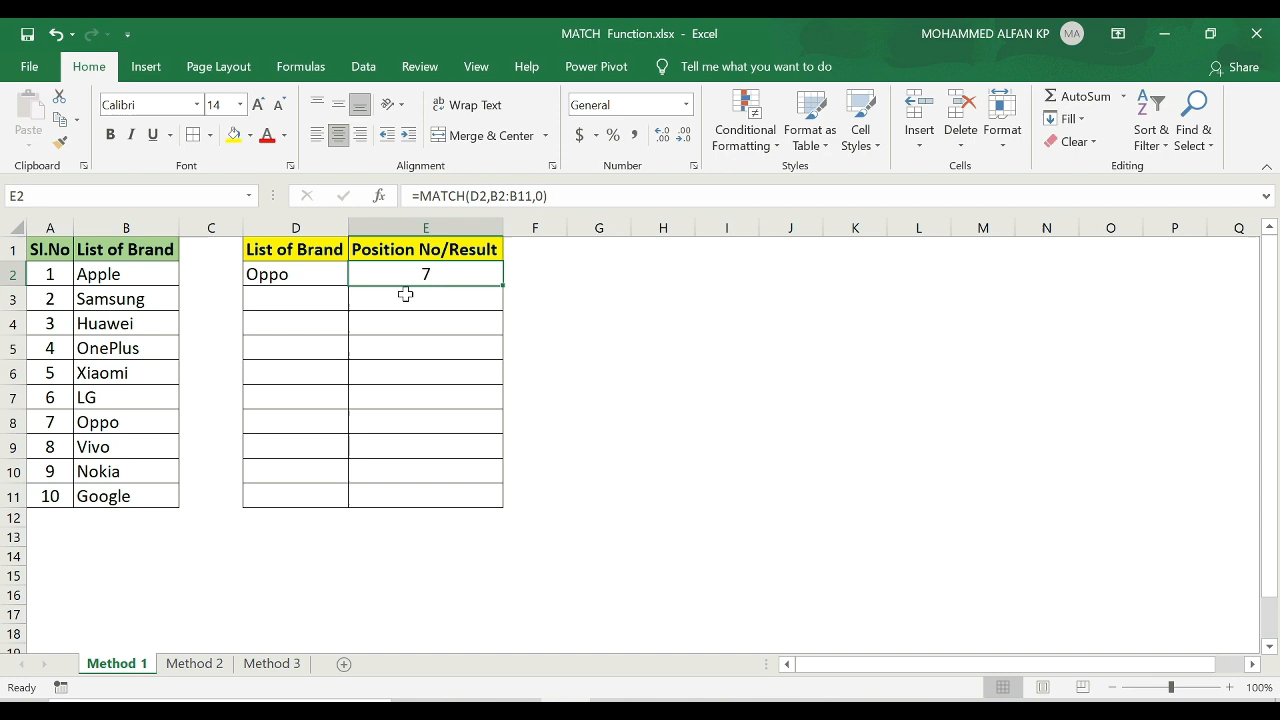 MATCH Function.xlsx - Excel
MOHAMMED ALFAN KP MA
File Home Insert Page Layout Formulas Data Review View Help Power Pivot Tell me what you want to do Share
Paste
Clipboard
Calibri 14
B I U
Font
Wrap Text
Merge & Center
Alignment
General
$ % ,
Number
Conditional Formatting
Format as Table
Cell Styles
Styles
Insert Delete Format
Cells
AutoSum
Fill
Clear
Sort & Filter
Find & Select
Editing
E2 fx =MATCH(D2,B2:B11,0)
A B C D E F G H I J K L M N O P Q
1 Sl.No List of Brand List of Brand Position No/Result
2 1 Apple Oppo 7
3 2 Samsung
4 3 Huawei
5 4 OnePlus
6 5 Xiaomi
7 6 LG
8 7 Oppo
9 8 Vivo
10 9 Nokia
11 10 Google
12
13
14
15
16
17
18
19
Method 1 Method 2 Method 3
Ready 100%